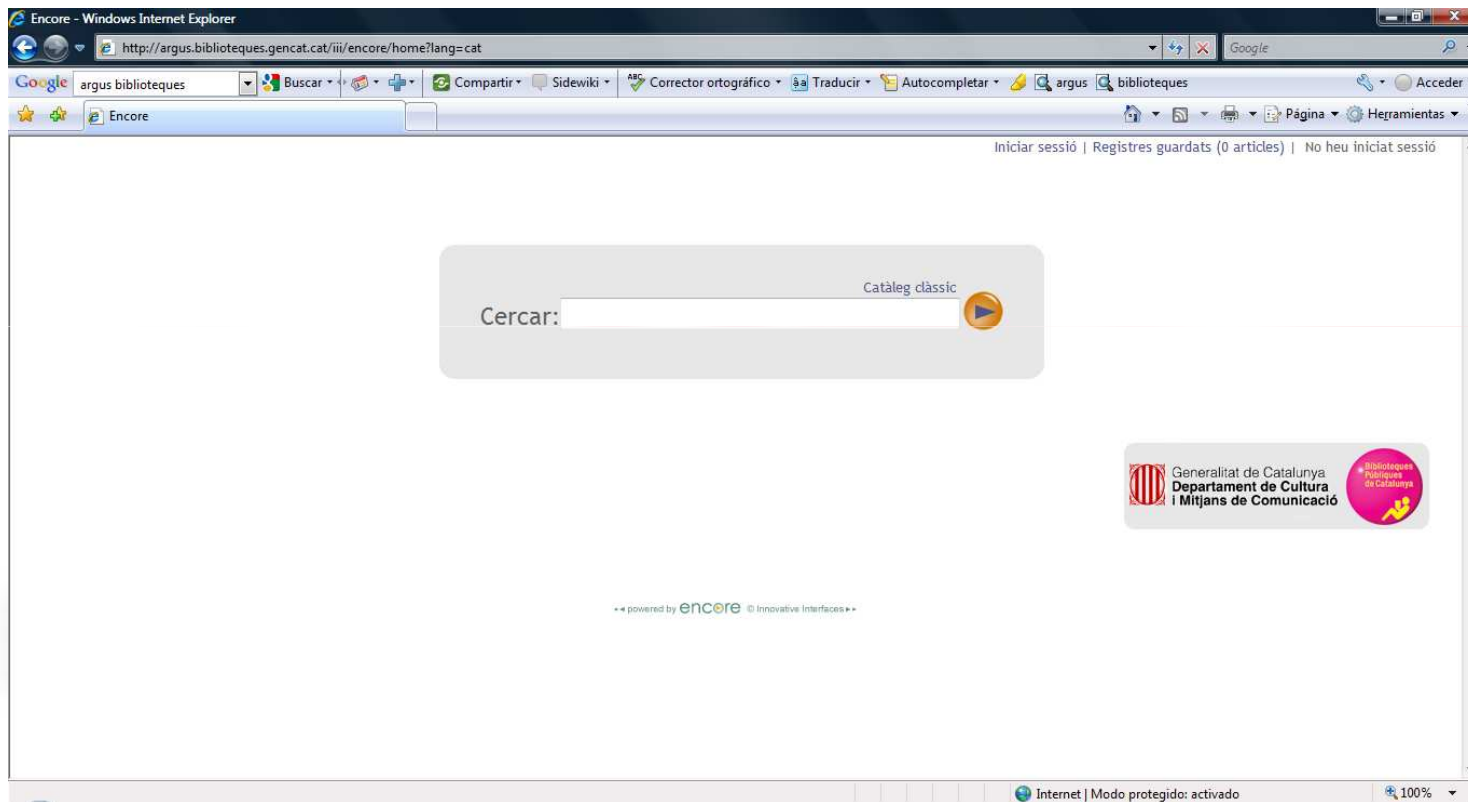 Encore - Windows Internet Explorer
http://argus.biblioteques.gencat.cat/iii/encore/home?lang=cat
Google
Google argus biblioteques Buscar Compartir Sidewiki ABC Corrector ortográfico Traducir Autocompletar argus biblioteques Acceder
Encore Página Herramientas
Iniciar sessió | Registres guardats (0 articles) | No heu iniciat sessió
Catàleg clàssic
Cercar:
Generalitat de Catalunya
Departament de Cultura
i Mitjans de Comunicació
Biblioteques
Públiques
de Catalunya
powered by encore © Innovative Interfaces
Internet | Modo protegido: activado 100%